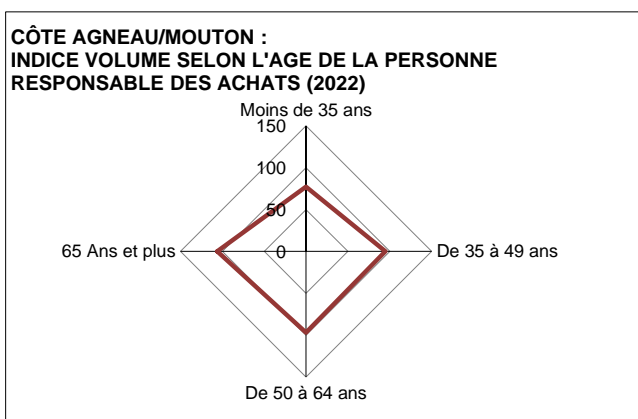 CÔTE AGNEAU/MOUTON :
INDICE VOLUME SELON L'AGE DE LA PERSONNE
RESPONSABLE DES ACHATS (2022)
Moins de 35 ans
150
100
50
0
65 Ans et plus
De 35 à 49 ans
De 50 à 64 ans